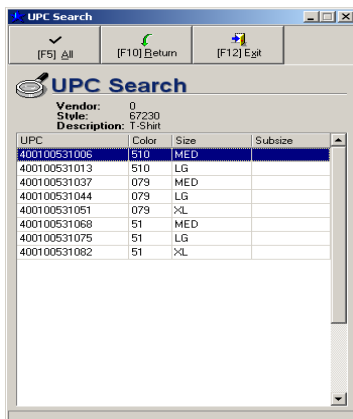 UPC Search
[F5] All [F10] Return [F12] Exit
UPC Search
Vendor: 0
Style: 67230
Description: T-Shirt
UPC Color Size Subsize
400100531006 510 MED
400100531013 510 LG
400100531037 079 MED
400100531044 079 LG
400100531051 079 XL
400100531068 51 MED
400100531075 51 LG
400100531082 51 XL